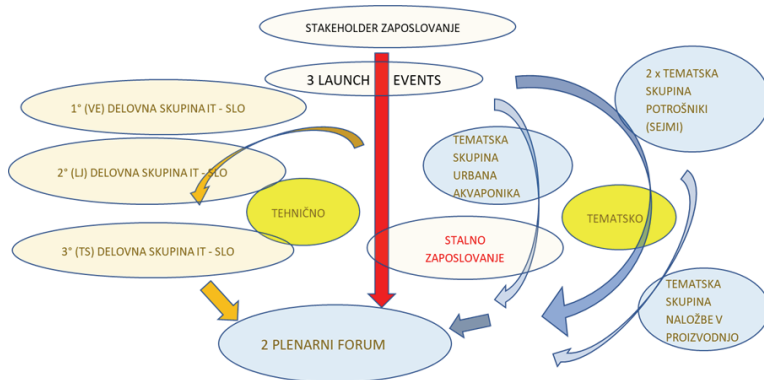 STAKEHOLDER ZAPOSLOVANJE
3 LAUNCH EVENTS
1° (VE) DELOVNA SKUPINA IT - SLO
2° (LJ) DELOVNA SKUPINA IT - SLO
3° (TS) DELOVNA SKUPINA IT - SLO
TEHNIČNO
TEMATSKA
SKUPINA
URBANA
AKVAPONIKA
STALNO
ZAPOSLOVANJE
TEMATSKO
2 x TEMATSKA
SKUPINA
POTROŠNIKI
(SEJMI)
TEMATSKA
SKUPINA
NALOŽBE V
PROIZVODNJO
2 PLENARNI FORUM